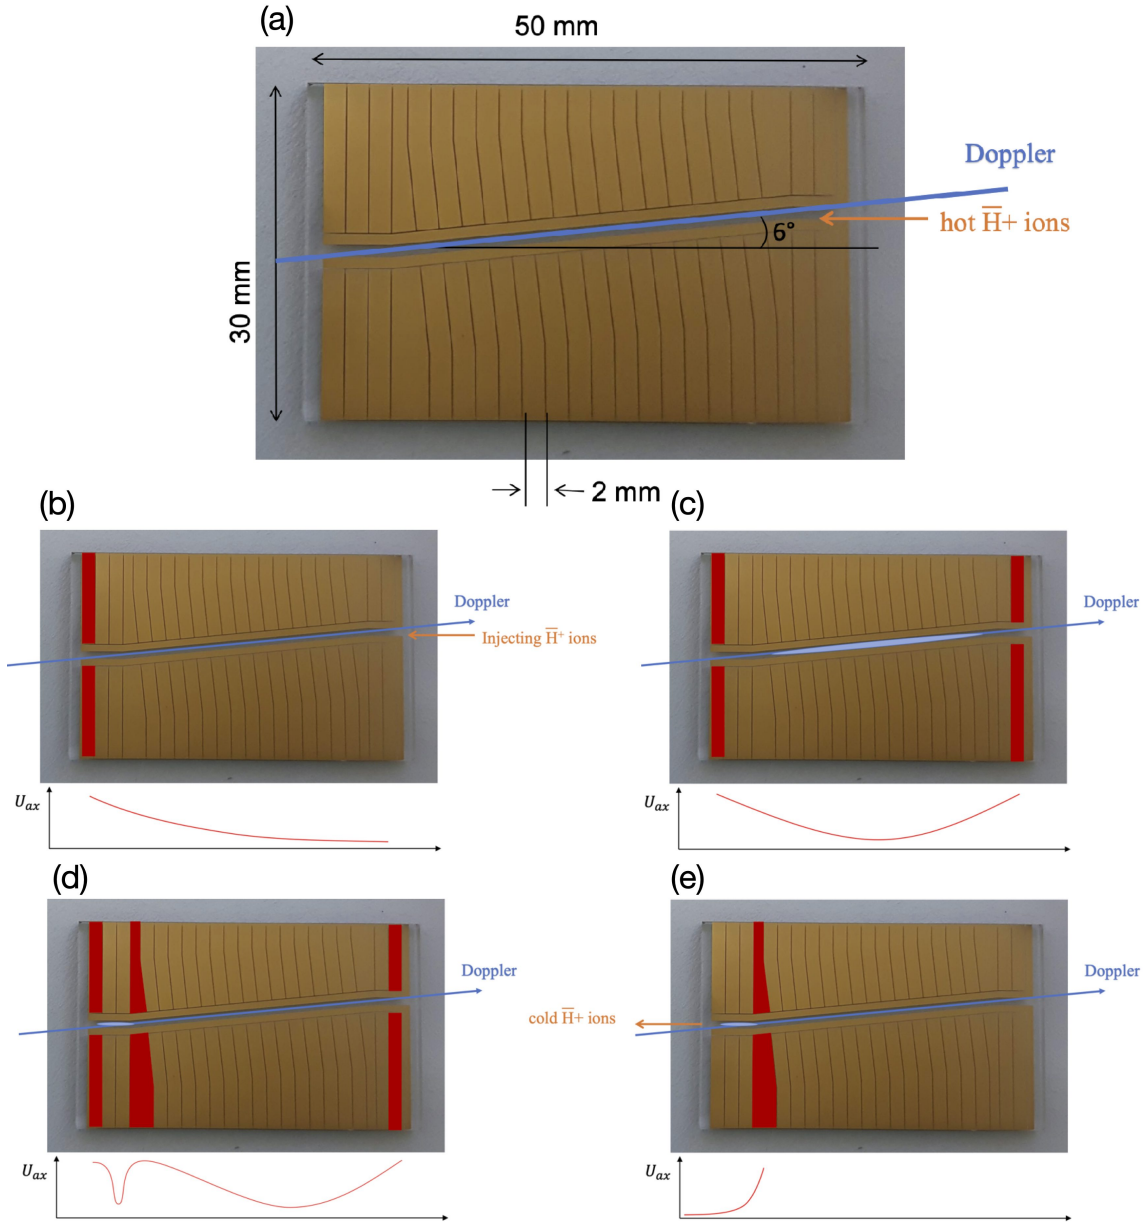 (a)
50 mm
30 mm
Doppler
hot H̅+ ions
6°
2 mm
(b)
Doppler
Injecting H̅⁺ ions
U_ax
(c)
Doppler
U_ax
(d)
Doppler
U_ax
(e)
Doppler
cold H̅+ ions
U_ax